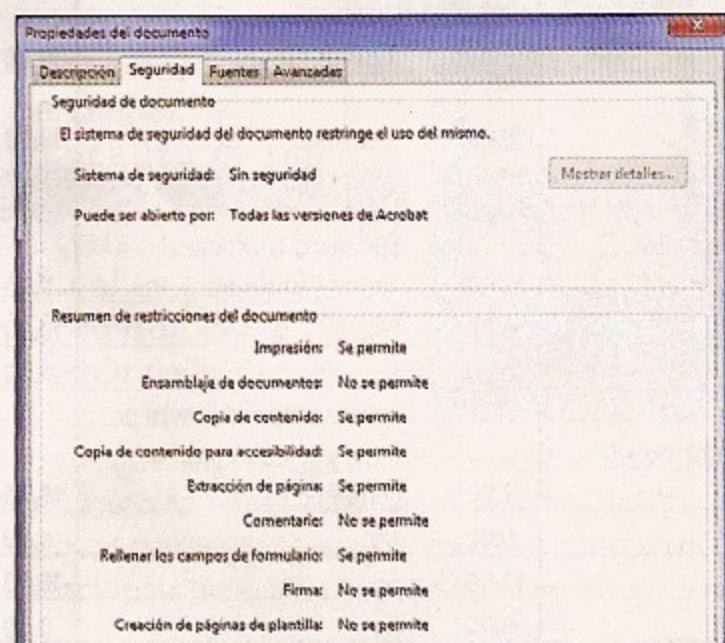 Propiedades del documento
Descripción Seguridad Fuentes Avanzadas
Seguridad de documento
El sistema de seguridad del documento restringe el uso del mismo.
Sistema de seguridad: Sin seguridad Mostrar detalles...
Puede ser abierto por: Todas las versiones de Acrobat
Resumen de restricciones del documento
Impresión: Se permite
Ensamblaje de documentos: No se permite
Copia de contenido: Se permite
Copia de contenido para accesibilidad: Se permite
Extracción de página: Se permite
Comentario: No se permite
Rellenar los campos de formulario: Se permite
Firma: No se permite
Creación de páginas de plantilla: No se permite